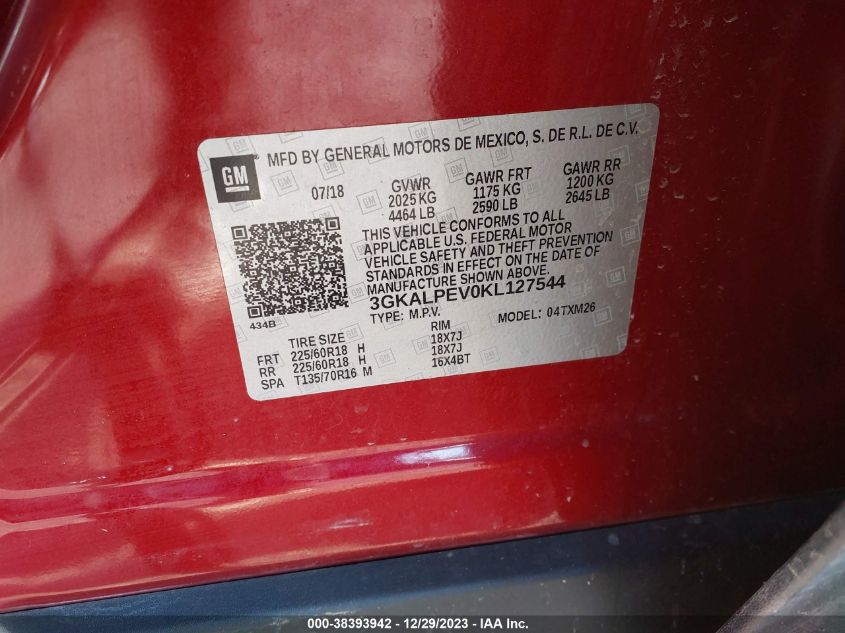 GM
MFD BY GENERAL MOTORS DE MEXICO, S. DE R.L. DE C.V.
07/18
GVWR GAWR FRT GAWR RR
2025 KG 1175 KG 1200 KG
4464 LB 2590 LB 2645 LB
THIS VEHICLE CONFORMS TO ALL
APPLICABLE U.S. FEDERAL MOTOR
VEHICLE SAFETY AND THEFT PREVENTION
STANDARDS IN EFFECT ON THE DATE OF
MANUFACTURE SHOWN ABOVE.
3GKALPEV0KL127544
434B
TYPE: M.P.V. MODEL: 04TXM26
TIRE SIZE RIM
FRT 225/60R18 H 18X7J
RR 225/60R18 H 18X7J
SPA T135/70R16 M 16X4BT
000-38393942 - 12/29/2023 - IAA Inc.